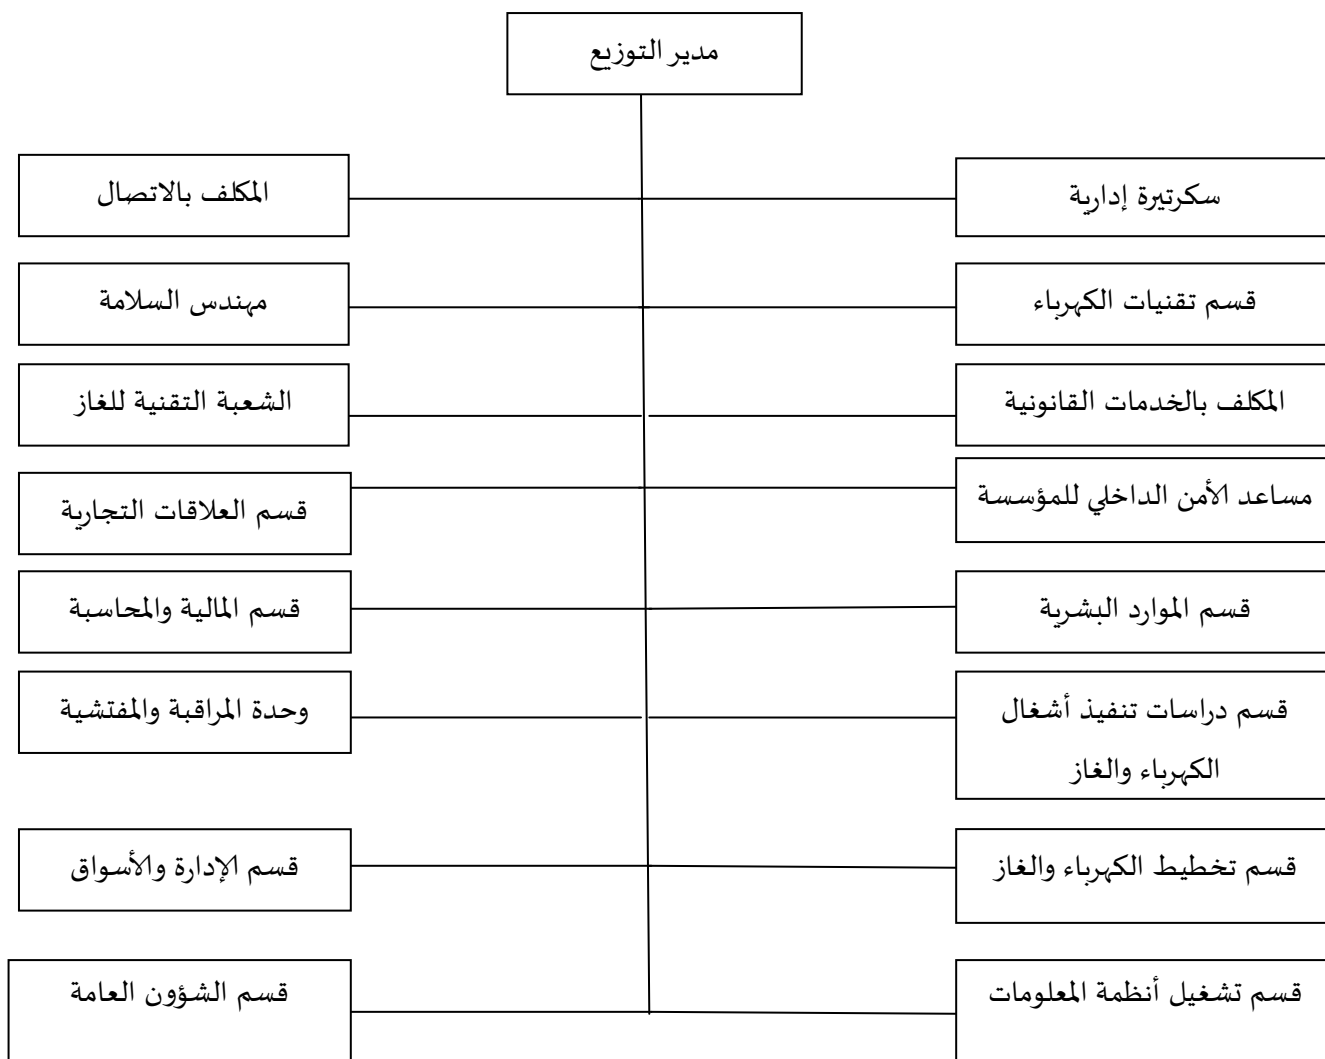 مدير التوزيع
سكرتيرة إدارية
المكلف بالاتصال
قسم تقنيات الكهرباء
مهندس السلامة
المكلف بالخدمات القانونية
الشعبة التقنية للغاز
مساعد الأمن الداخلي للمؤسسة
قسم العلاقات التجارية
قسم الموارد البشرية
قسم المالية والمحاسبة
قسم دراسات تنفيذ أشغال
الكهرباء والغاز
وحدة المراقبة والمفتشية
قسم تخطيط الكهرباء والغاز
قسم الإدارة والأسواق
قسم تشغيل أنظمة المعلومات
قسم الشؤون العامة